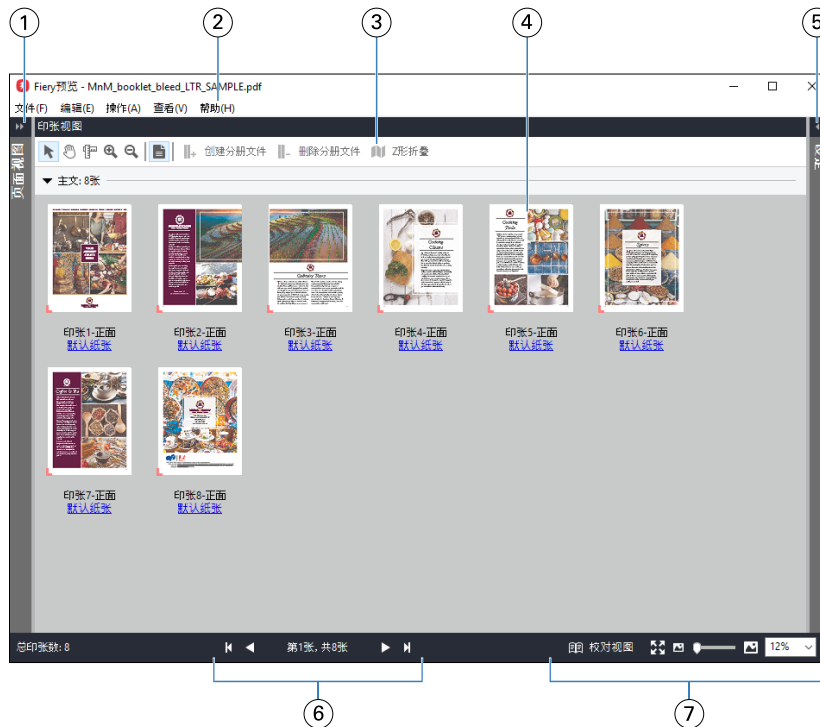 1
2
3
4
5
Fiery预览 - MnM_booklet_bleed_LTR_SAMPLE.pdf
文件(F) 编辑(E) 操作(A) 查看(V) 帮助(H)
印张视图
页面视图
创建分册文件 删除分册文件 Z形折叠
主文: 8张
Culinary Tours
Cooking Classes
Cooking Tools
印张1-正面 印张2-正面 印张3-正面 印张4-正面 印张5-正面 印张6-正面
默认纸张 默认纸张 默认纸张 默认纸张 默认纸张 默认纸张
印张7-正面 印张8-正面
默认纸张 默认纸张
总印张数: 8 第1张, 共8张 校对视图 12%
6
7